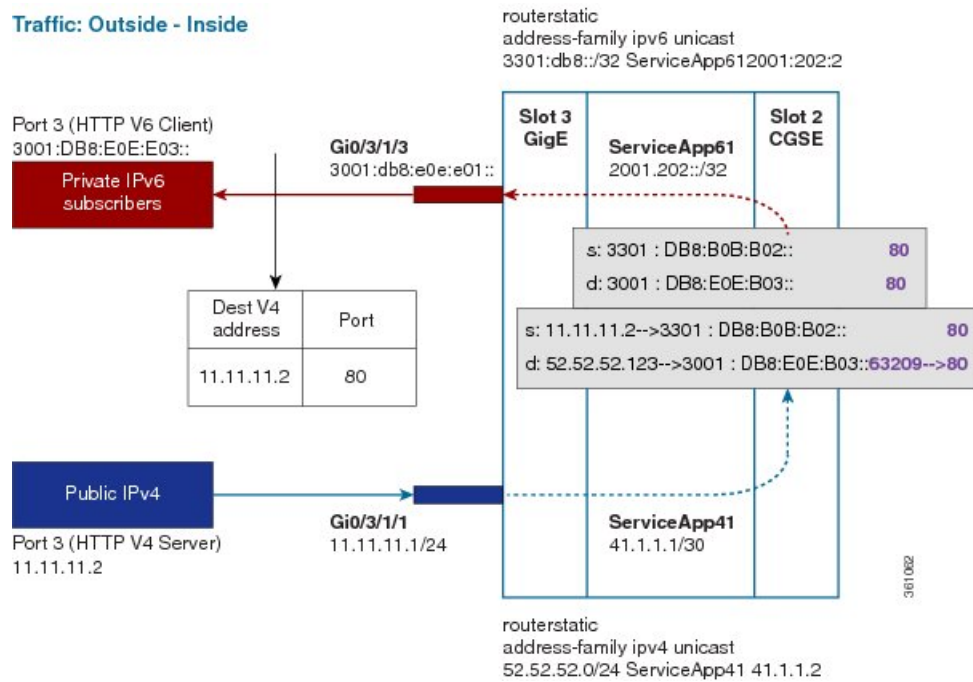 Traffic: Outside - Inside
routerstatic
address-family ipv6 unicast
3301:db8::/32 ServiceApp612001:202:2
Port 3 (HTTP V6 Client)
3001:DB8:E0E:E03::
Private IPv6
subscribers
Gi0/3/1/3
3001:db8:e0e:e01::
Slot 3
GigE
ServiceApp61
2001.202::/32
Slot 2
CGSE
s: 3301 : DB8:B0B:B02:: 80
d: 3001 : DB8:E0E:B03:: 80
s: 11.11.11.2-->3301 : DB8:B0B:B02:: 80
d: 52.52.52.123-->3001 : DB8:E0E:B03::63209-->80
Dest V4
address
Port
11.11.11.2 80
Public IPv4
Port 3 (HTTP V4 Server)
11.11.11.2
Gi0/3/1/1
11.11.11.1/24
ServiceApp41
41.1.1.1/30
361062
routerstatic
address-family ipv4 unicast
52.52.52.0/24 ServiceApp41 41.1.1.2